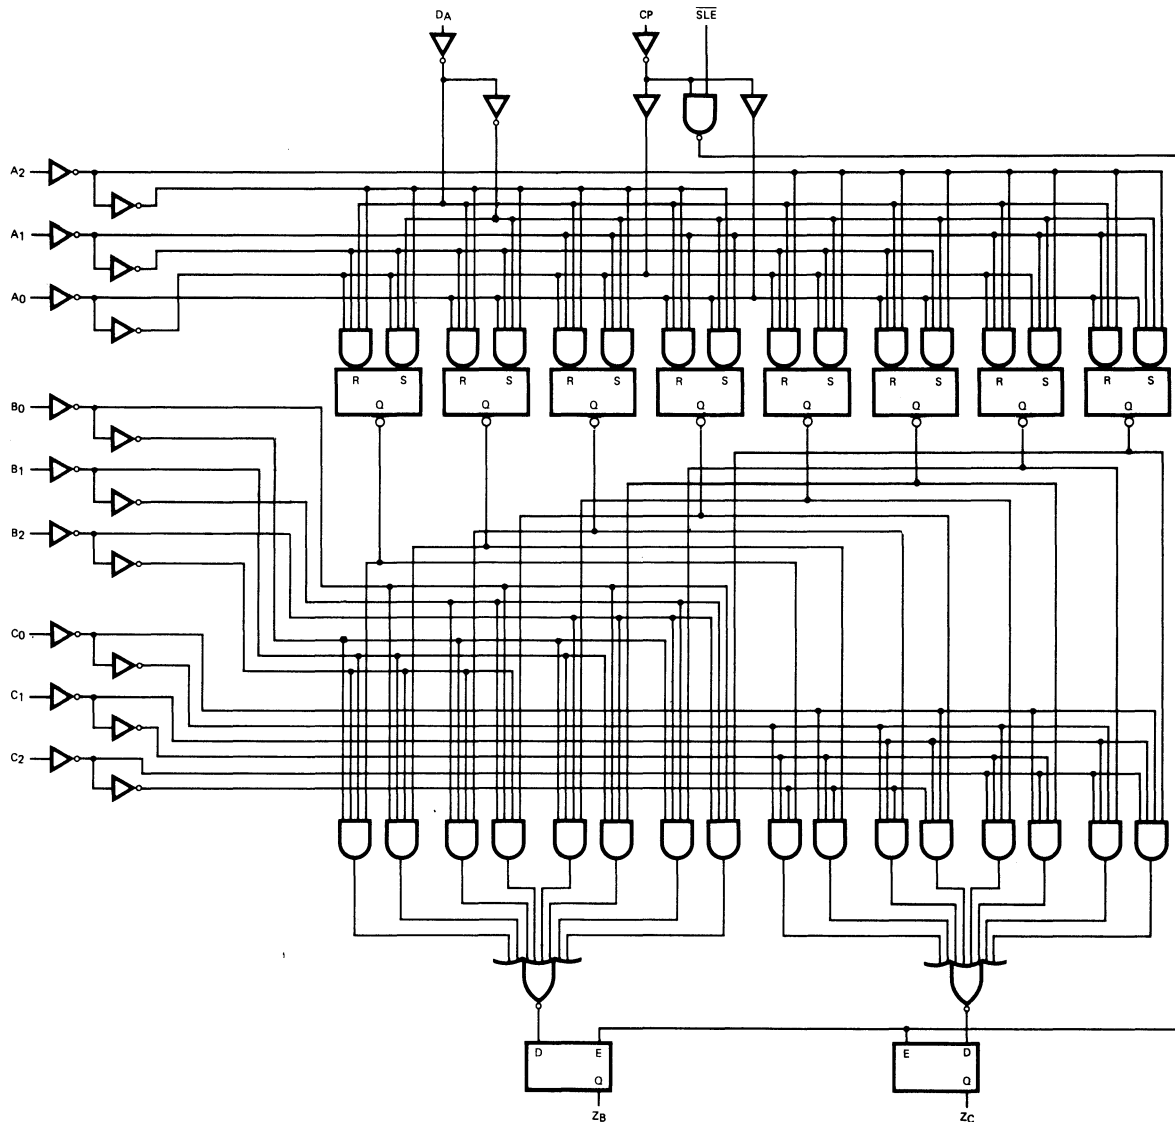 DA CP SLE
A2
A1
A0
R S R S R S R S R S R S R S R S
Q Q Q Q Q Q Q Q
B0
B1
B2
C0
C1
C2
D E E D
Q Q
ZB ZC